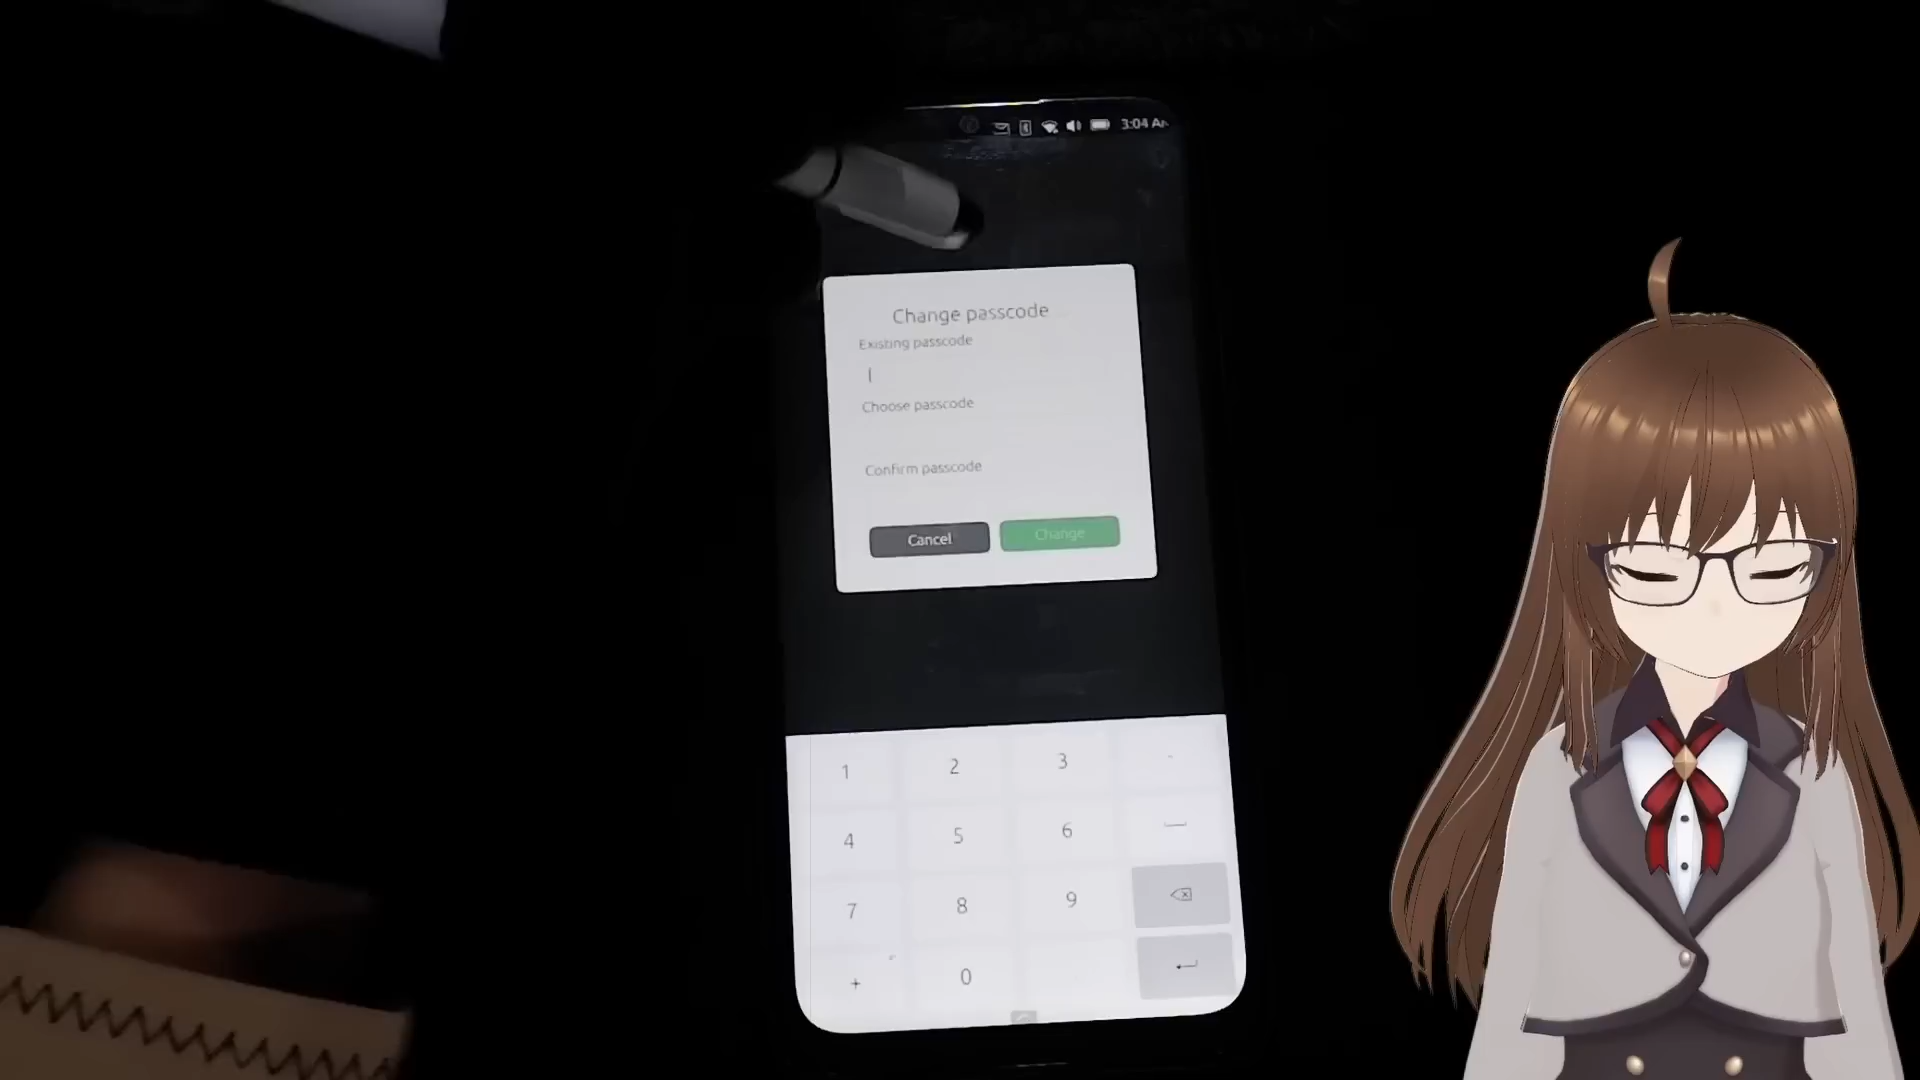 3:04 A
Change passcode
Existing passcode
Choose passcode
Confirm passcode
Cancel Change
1 2 3
4 5 6
7 8 9
+ 0